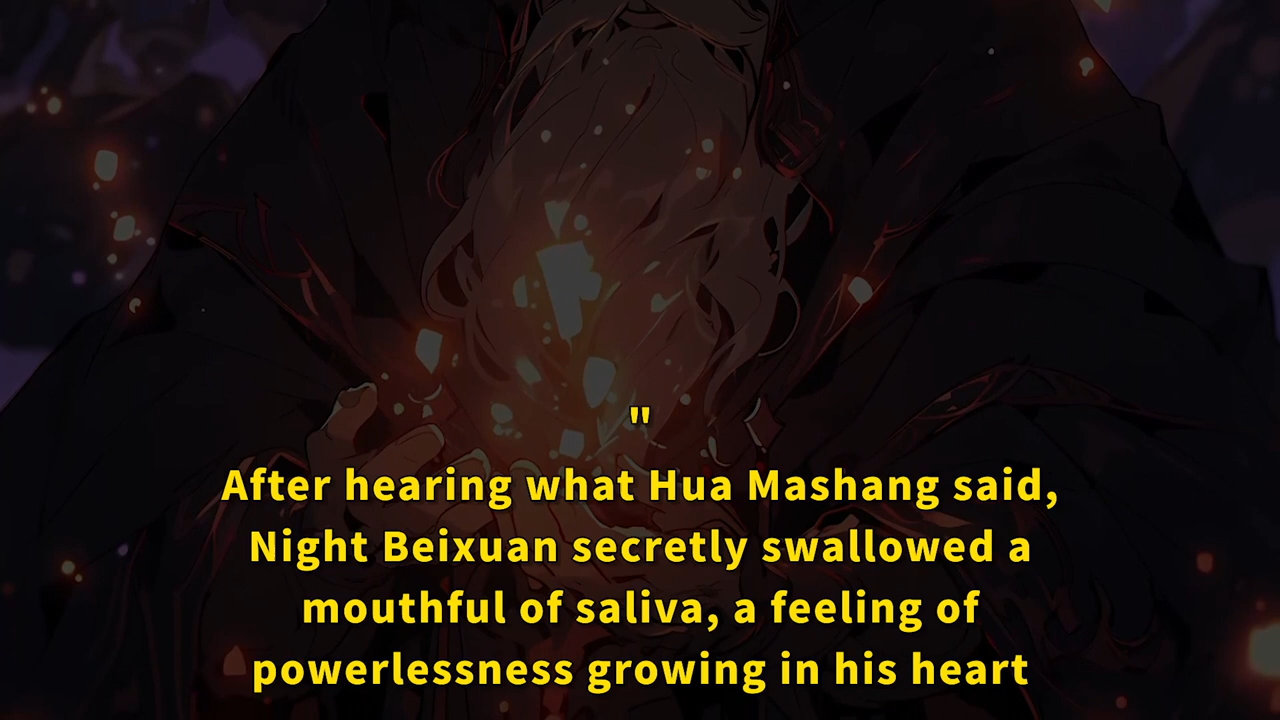 "
After hearing what Hua Mashang said,
Night Beixuan secretly swallowed a
mouthful of saliva, a feeling of
powerlessness growing in his heart